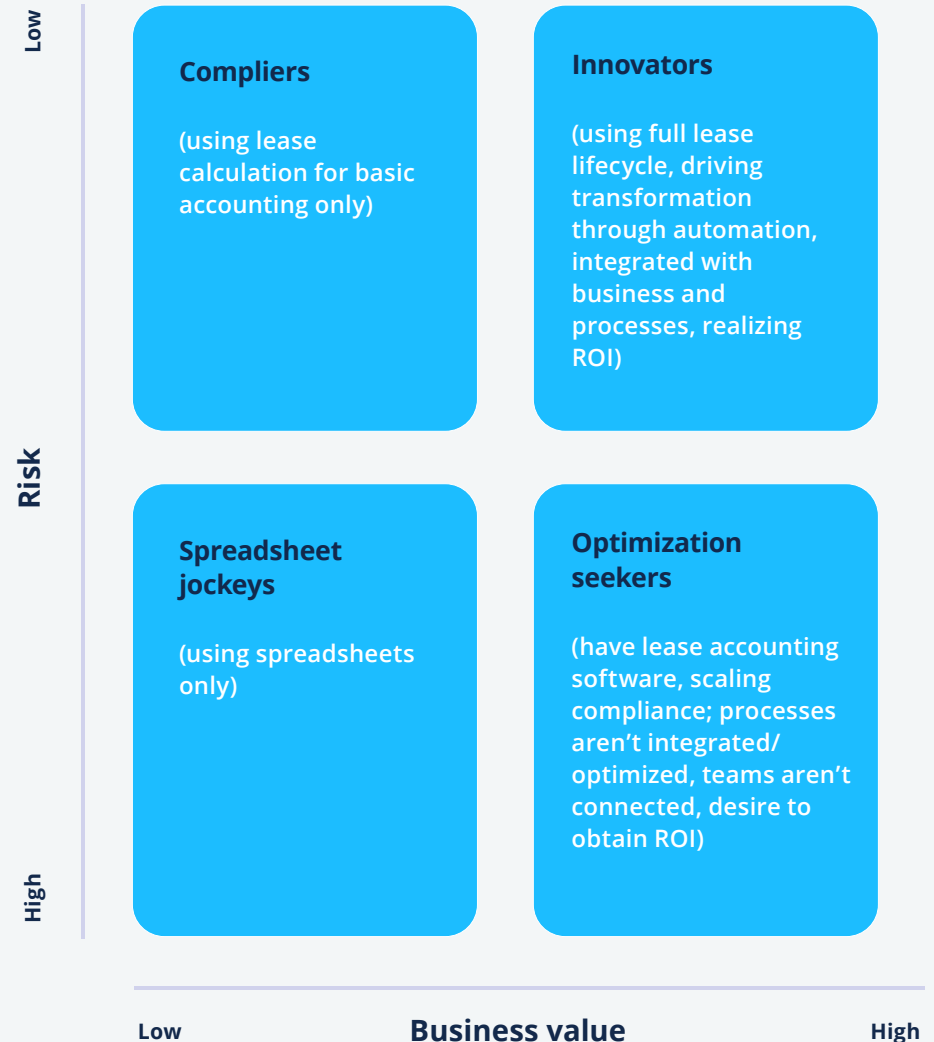 Low
Risk
High
Compliers
(using lease
calculation for basic
accounting only)
Innovators
(using full lease
lifecycle, driving
transformation
through automation,
integrated with
business and
processes, realizing
ROI)
Spreadsheet
jockeys
(using spreadsheets
only)
Optimization
seekers
(have lease accounting
software, scaling
compliance; processes
aren’t integrated/
optimized, teams aren’t
connected, desire to
obtain ROI)
Low
Business value
High